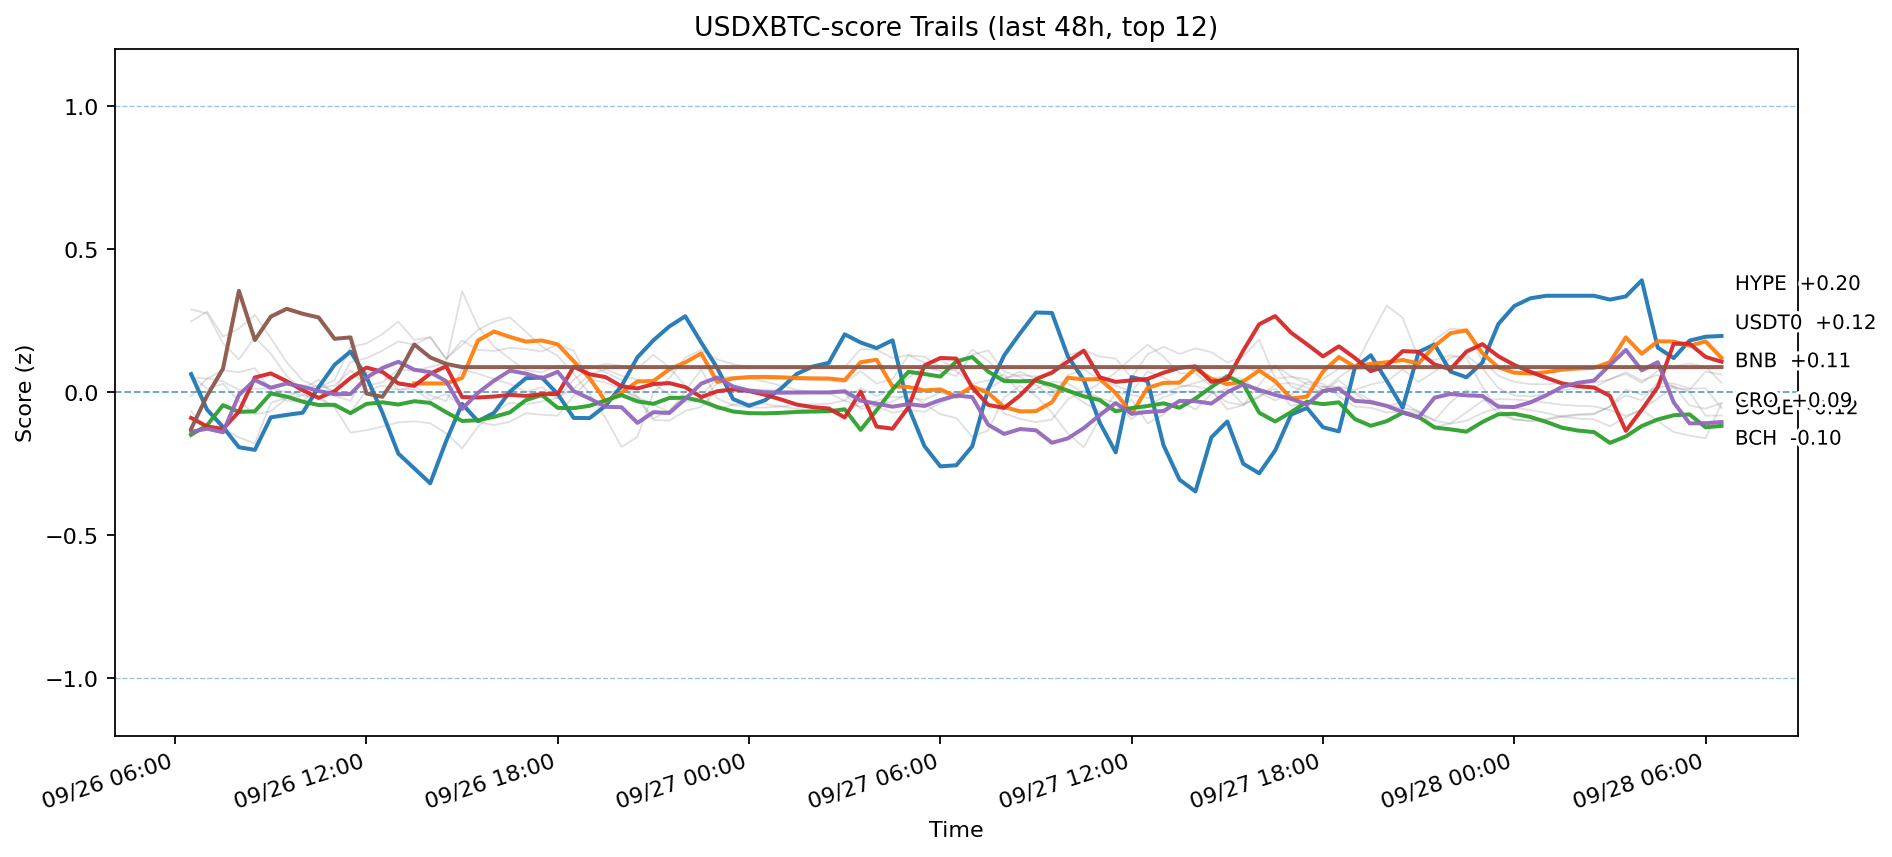 USDXBTC-score Trails (last 48h, top 12)
Score (z)
1.0
0.5
0.0
−0.5
−1.0
HYPE +0.20
USDT0 +0.12
BNB +0.11
CRO +0.09
DOGE -0.12
BCH -0.10
09/26 06:00
09/26 12:00
09/26 18:00
09/27 00:00
09/27 06:00
09/27 12:00
09/27 18:00
09/28 00:00
09/28 06:00
Time